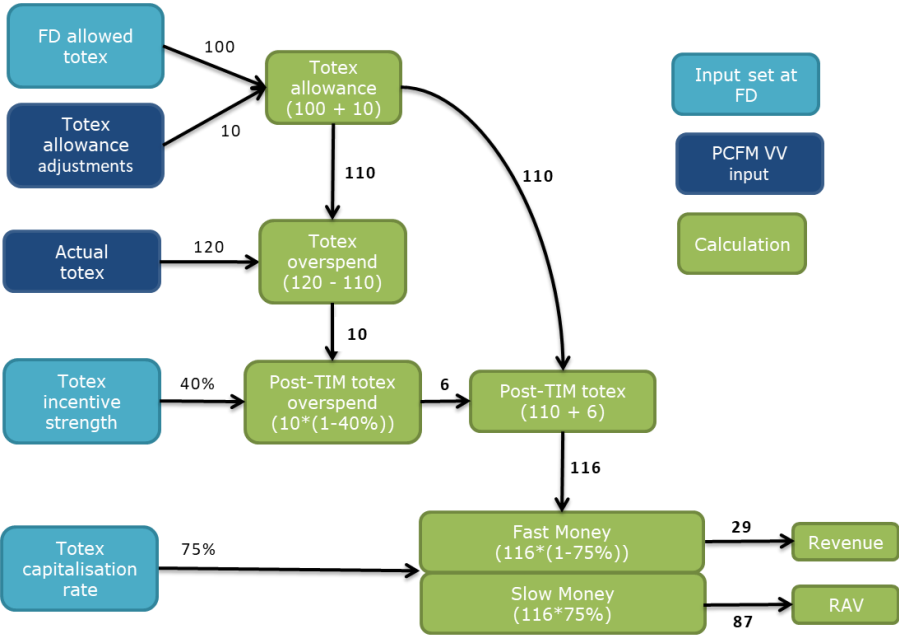 FD allowed
totex
100
Totex
allowance
(100 + 10)
Input set at
FD
Totex
allowance
adjustments
10
PCFM VV
input
110
110
Actual
totex
120
Totex
overspend
(120 - 110)
Calculation
10
Totex
incentive
strength
40%
Post-TIM totex
overspend
(10*(1-40%))
6
Post-TIM totex
(110 + 6)
116
Totex
capitalisation
rate
75%
Fast Money
(116*(1-75%))
29
Revenue
Slow Money
(116*75%)
87
RAV